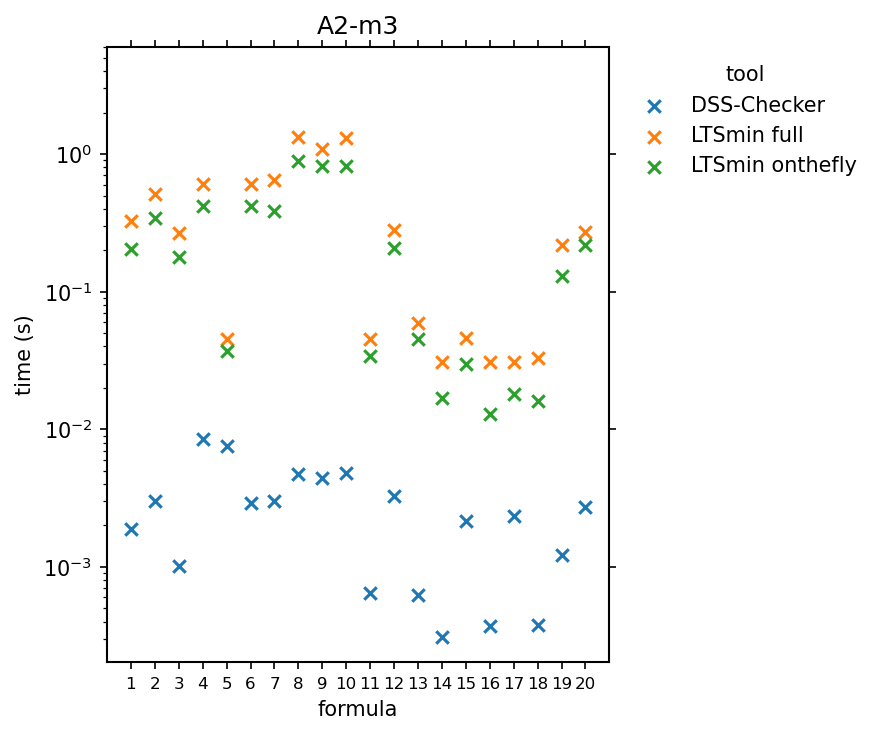 A2-m3
tool
DSS-Checker
LTSmin full
LTSmin onthefly
10⁰
10⁻¹
10⁻²
10⁻³
time (s)
1 2 3 4 5 6 7 8 9 10 11 12 13 14 15 16 17 18 19 20
formula